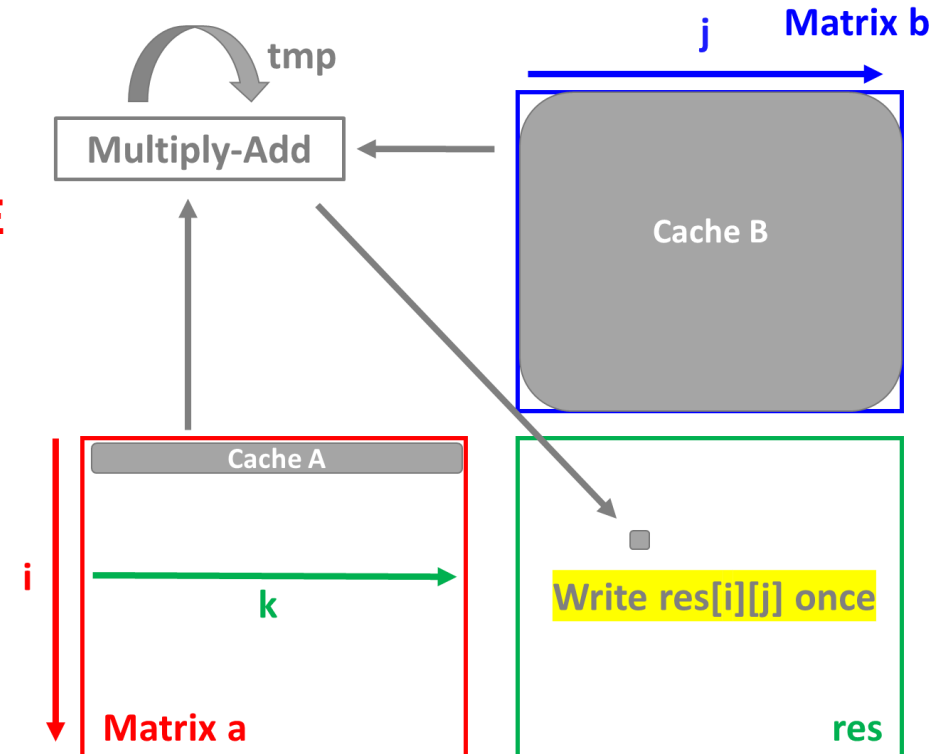 j
Matrix b
tmp
Multiply-Add
Cache B
E
Cache A
i
k
Write res[i][j] once
Matrix a
res